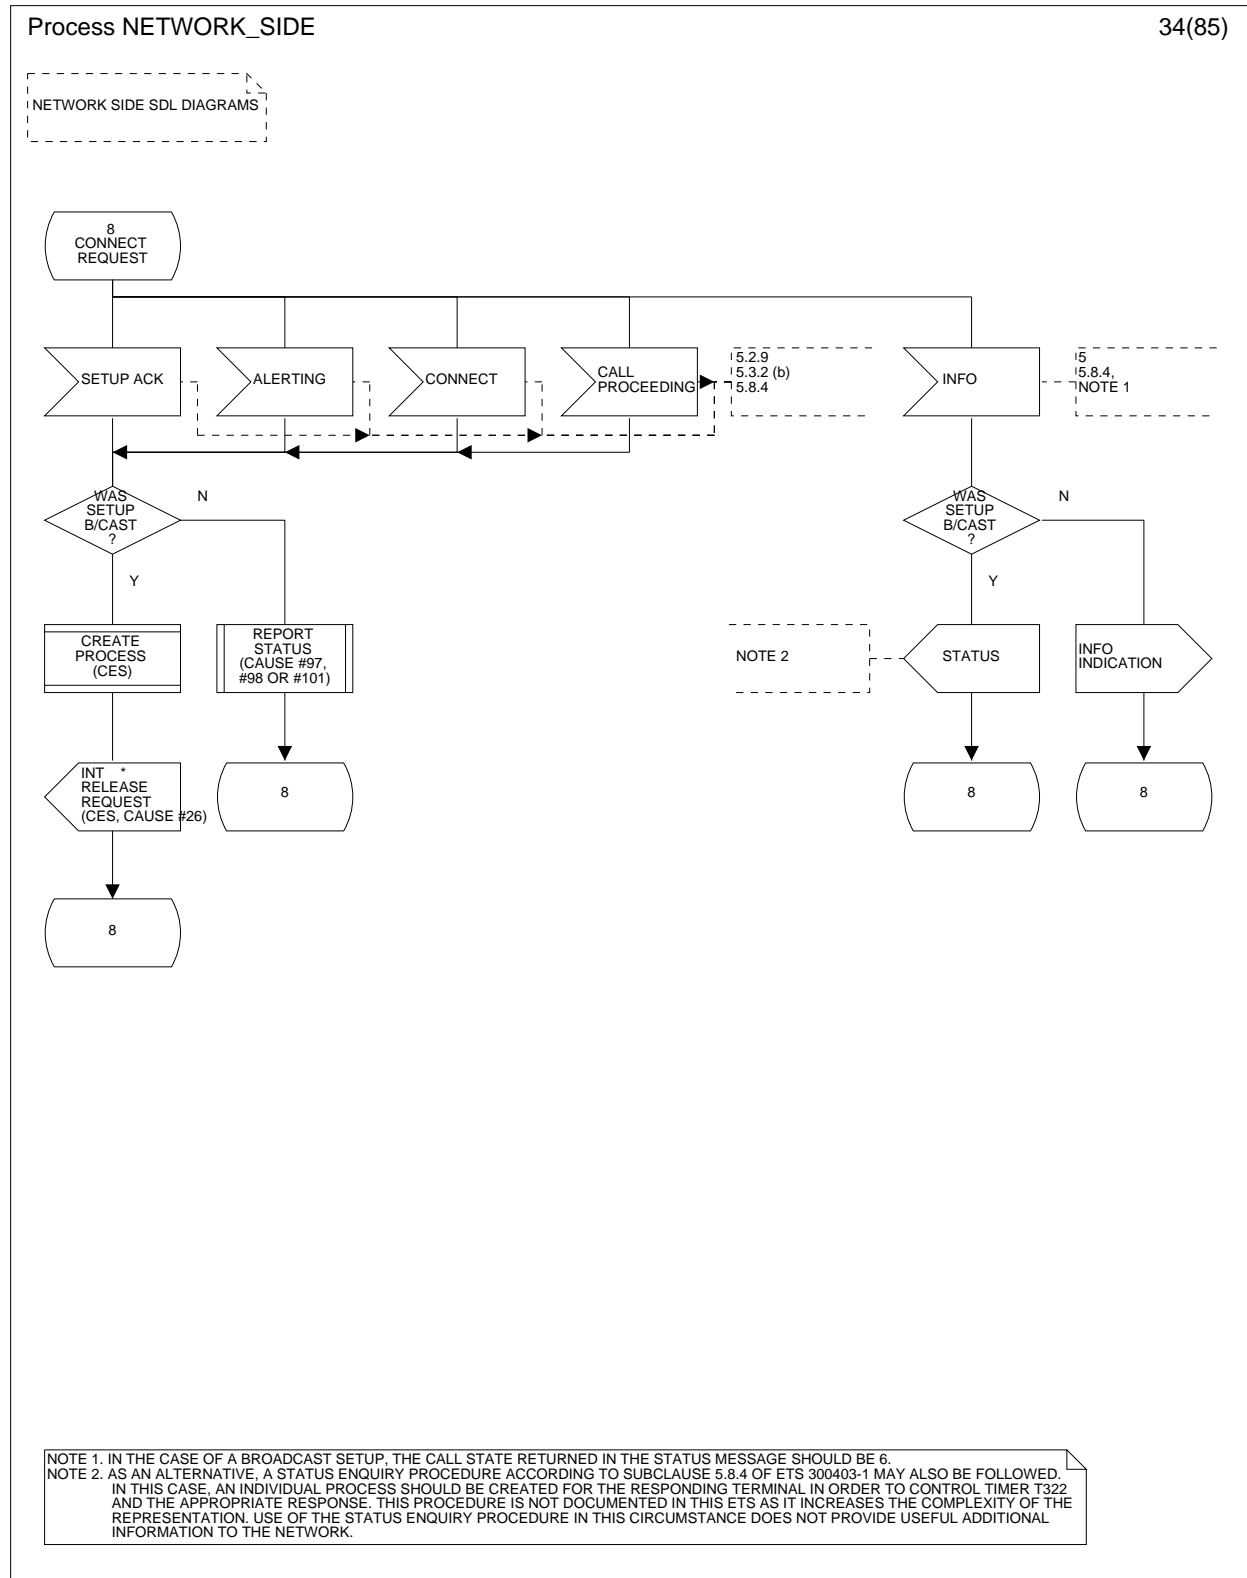 Process NETWORK_SIDE
34(85)
NETWORK SIDE SDL DIAGRAMS
8
CONNECT
REQUEST
SETUP ACK
ALERTING
CONNECT
CALL
PROCEEDING
5.2.9
5.3.2 (b)
5.8.4
INFO
5
5.8.4,
NOTE 1
WAS
SETUP
B/CAST
?
N
Y
WAS
SETUP
B/CAST
?
N
Y
CREATE
PROCESS
(CES)
REPORT
STATUS
(CAUSE #97,
#98 OR #101)
NOTE 2
STATUS
INFO
INDICATION
INT *
RELEASE
REQUEST
(CES, CAUSE #26)
8
8
8
8
NOTE 1. IN THE CASE OF A BROADCAST SETUP, THE CALL STATE RETURNED IN THE STATUS MESSAGE SHOULD BE 6.
NOTE 2. AS AN ALTERNATIVE, A STATUS ENQUIRY PROCEDURE ACCORDING TO SUBCLAUSE 5.8.4 OF ETS 300403-1 MAY ALSO BE FOLLOWED.
IN THIS CASE, AN INDIVIDUAL PROCESS SHOULD BE CREATED FOR THE RESPONDING TERMINAL IN ORDER TO CONTROL TIMER T322
AND THE APPROPRIATE RESPONSE. THIS PROCEDURE IS NOT DOCUMENTED IN THIS ETS AS IT INCREASES THE COMPLEXITY OF THE
REPRESENTATION. USE OF THE STATUS ENQUIRY PROCEDURE IN THIS CIRCUMSTANCE DOES NOT PROVIDE USEFUL ADDITIONAL
INFORMATION TO THE NETWORK.